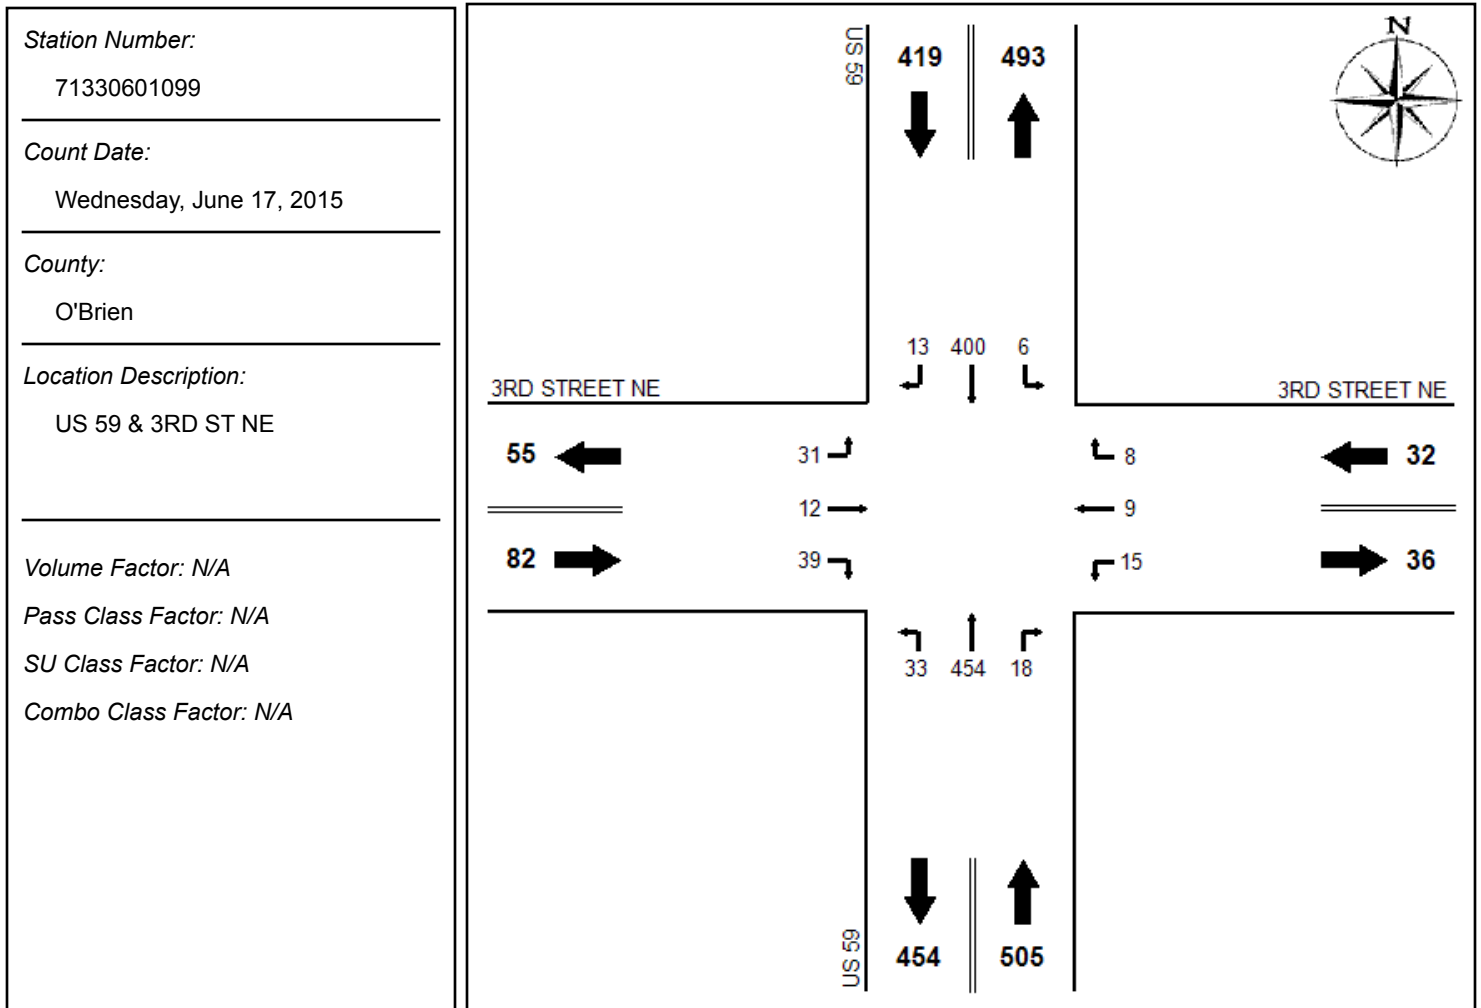 Station Number:
71330601099
Count Date:
Wednesday, June 17, 2015
County:
O'Brien
Location Description:
US 59 & 3RD ST NE
Volume Factor: N/A
Pass Class Factor: N/A
SU Class Factor: N/A
Combo Class Factor: N/A
N
US 59
419 493
13 400 6
3RD STREET NE
3RD STREET NE
55 31 8 32
12 9
82 39 15 36
33 454 18
US 59
454 505